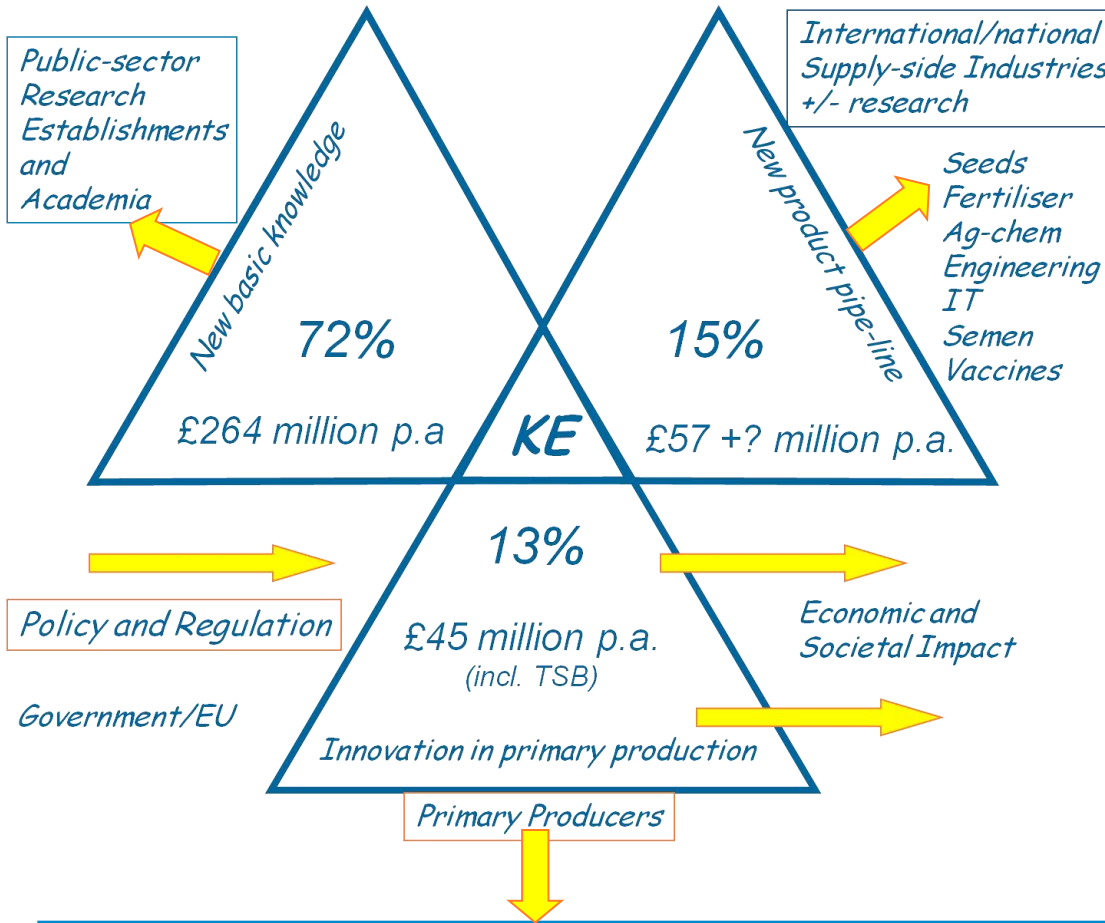 Public-sector
Research
Establishments
and
Academia
International/national
Supply-side Industries
+/- research
New basic knowledge
New product pipe-line
Seeds
Fertiliser
Ag-chem
Engineering
IT
Semen
Vaccines
72%
15%
£264 million p.a
KE
£57 +? million p.a.
13%
Policy and Regulation
£45 million p.a.
(incl. TSB)
Economic and
Societal Impact
Government/EU
Innovation in primary production
Primary Producers